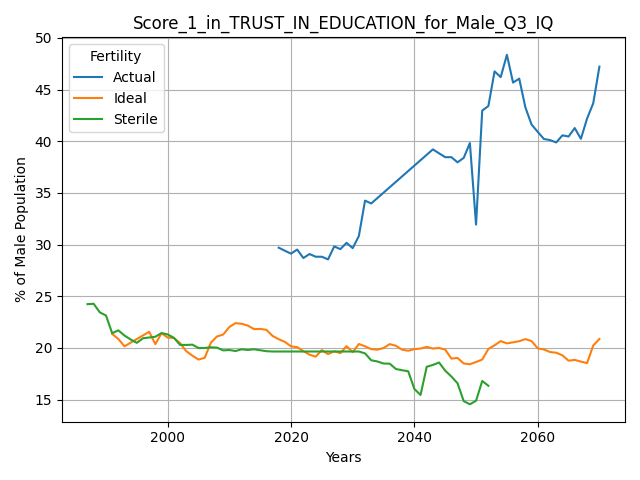 Score_1_in_TRUST_IN_EDUCATION_for_Male_Q3_IQ
Fertility
Actual
Ideal
Sterile
% of Male Population
50
45
40
35
30
25
20
15
2000
2020
2040
2060
Years